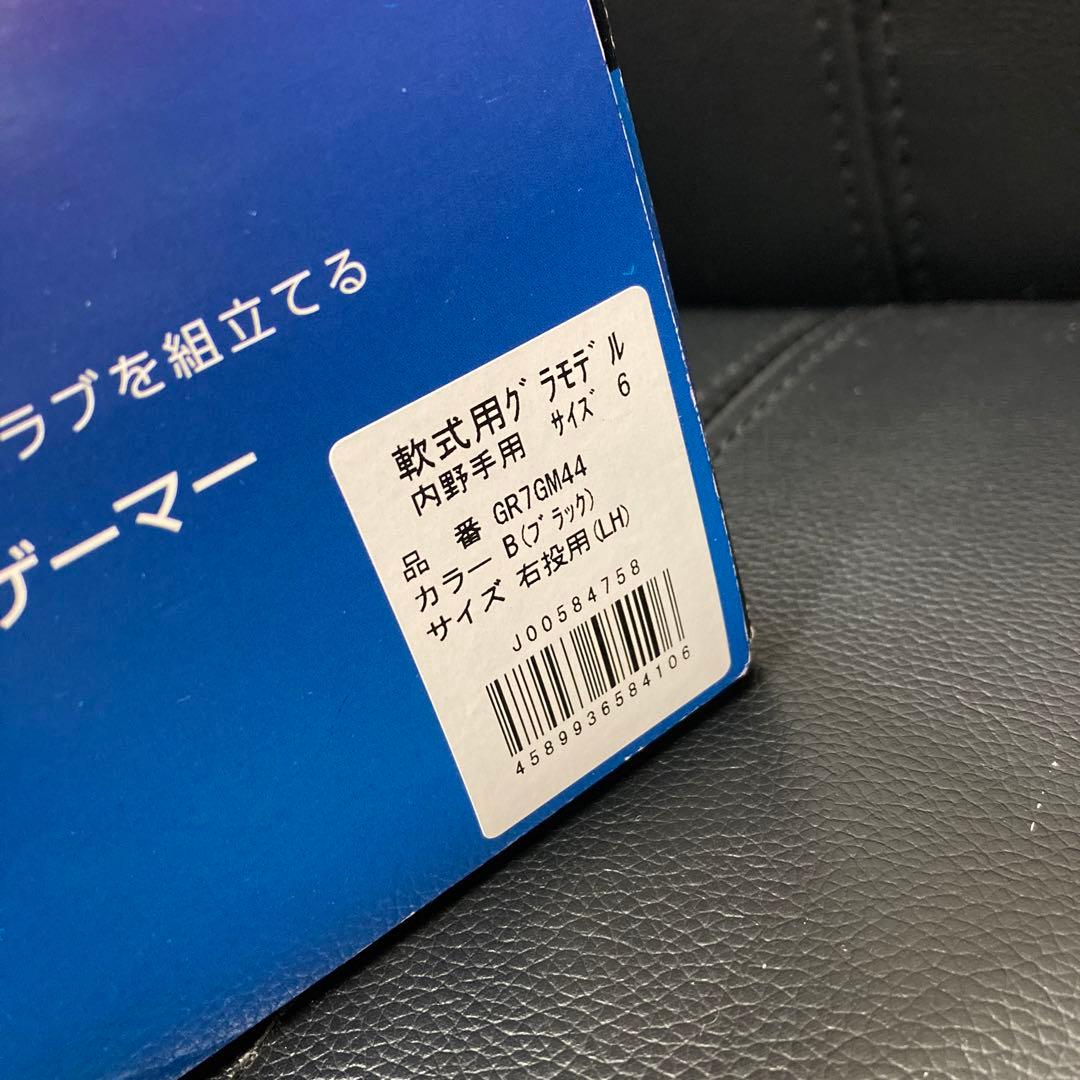 ラブを組立てる
ゲーマー
軟式用グラモデル
内野手用 サイズ 6
品 番 GR7GM44
カラー B(ブラック)
サイズ 右投用(LH)
J00584758
4589936584106